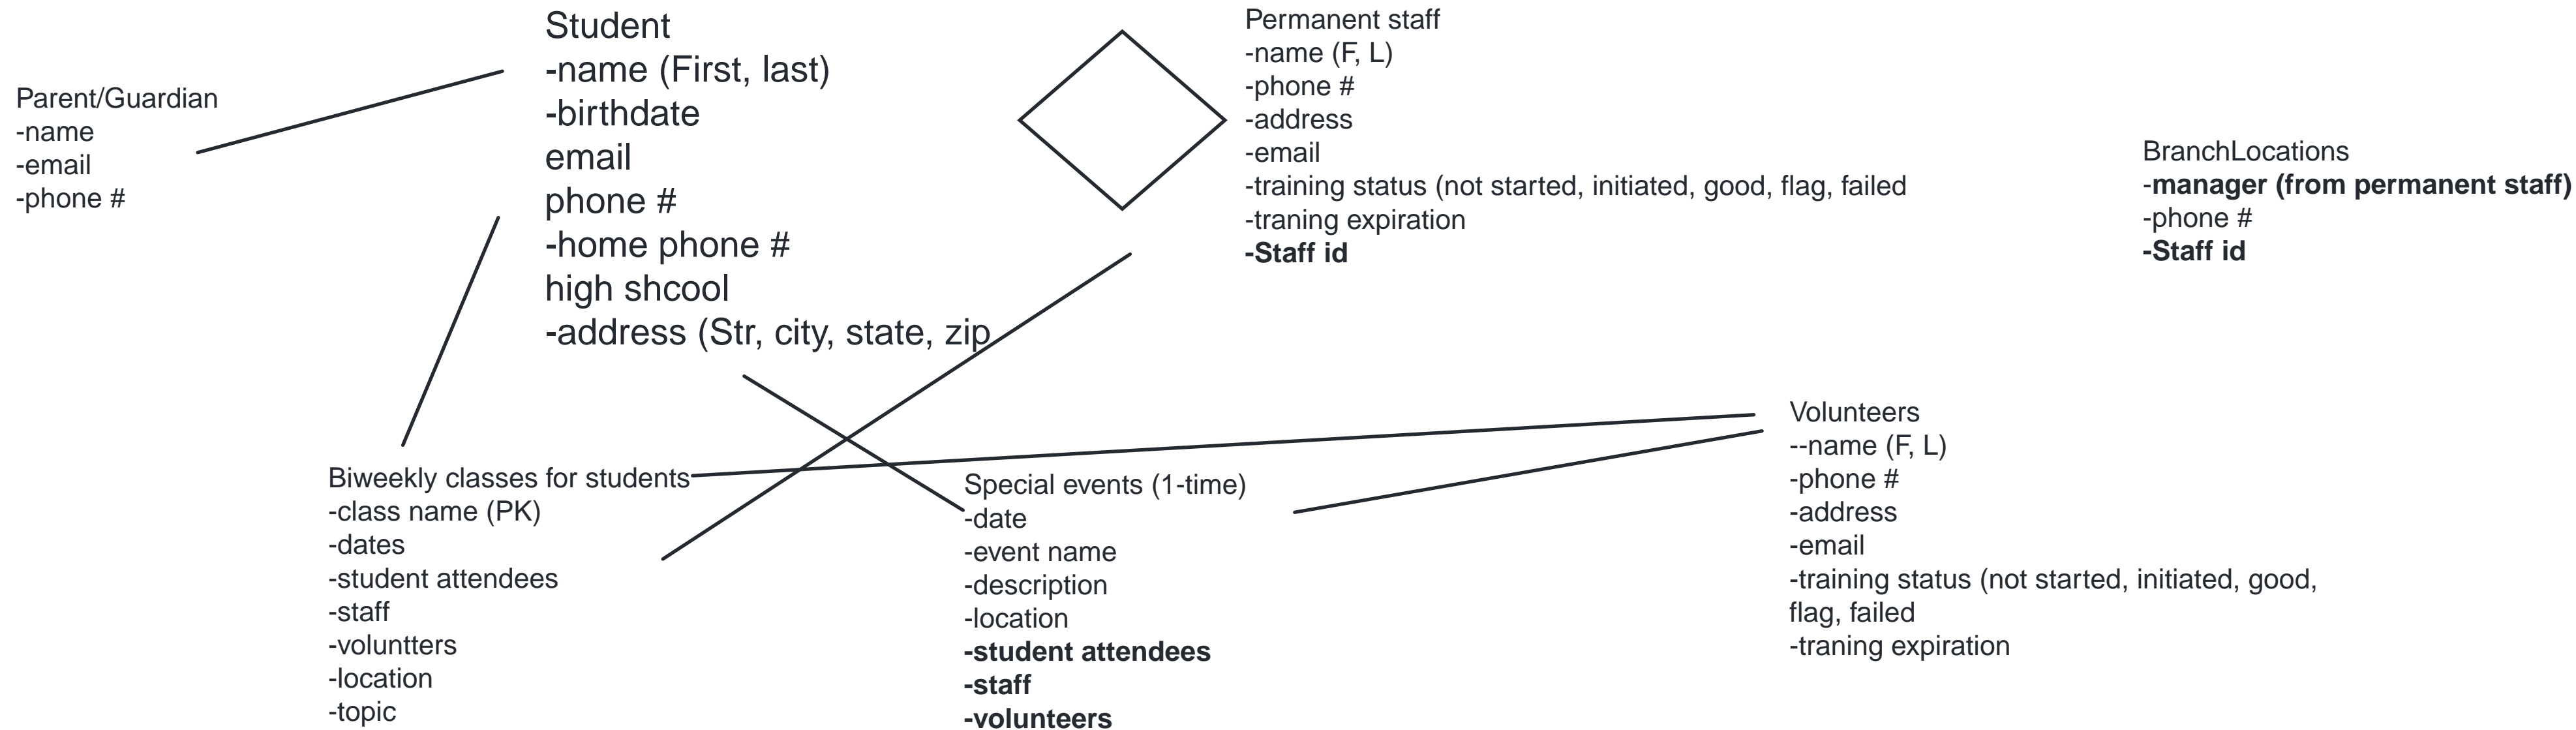 Parent/Guardian
-name
-email
-phone #
Student
-name (First, last)
-birthdate
email
phone #
-home phone #
high shcool
-address (Str, city, state, zip
Permanent staff
-name (F, L)
-phone #
-address
-email
-training status (not started, initiated, good, flag, failed
-traning expiration
-Staff id
BranchLocations
-manager (from permanent staff)
-phone #
-Staff id
Biweekly classes for students
-class name (PK)
-dates
-student attendees
-staff
-voluntters
-location
-topic
Special events (1-time)
-date
-event name
-description
-location
-student attendees
-staff
-volunteers
Volunteers
--name (F, L)
-phone #
-address
-email
-training status (not started, initiated, good,
flag, failed
-traning expiration